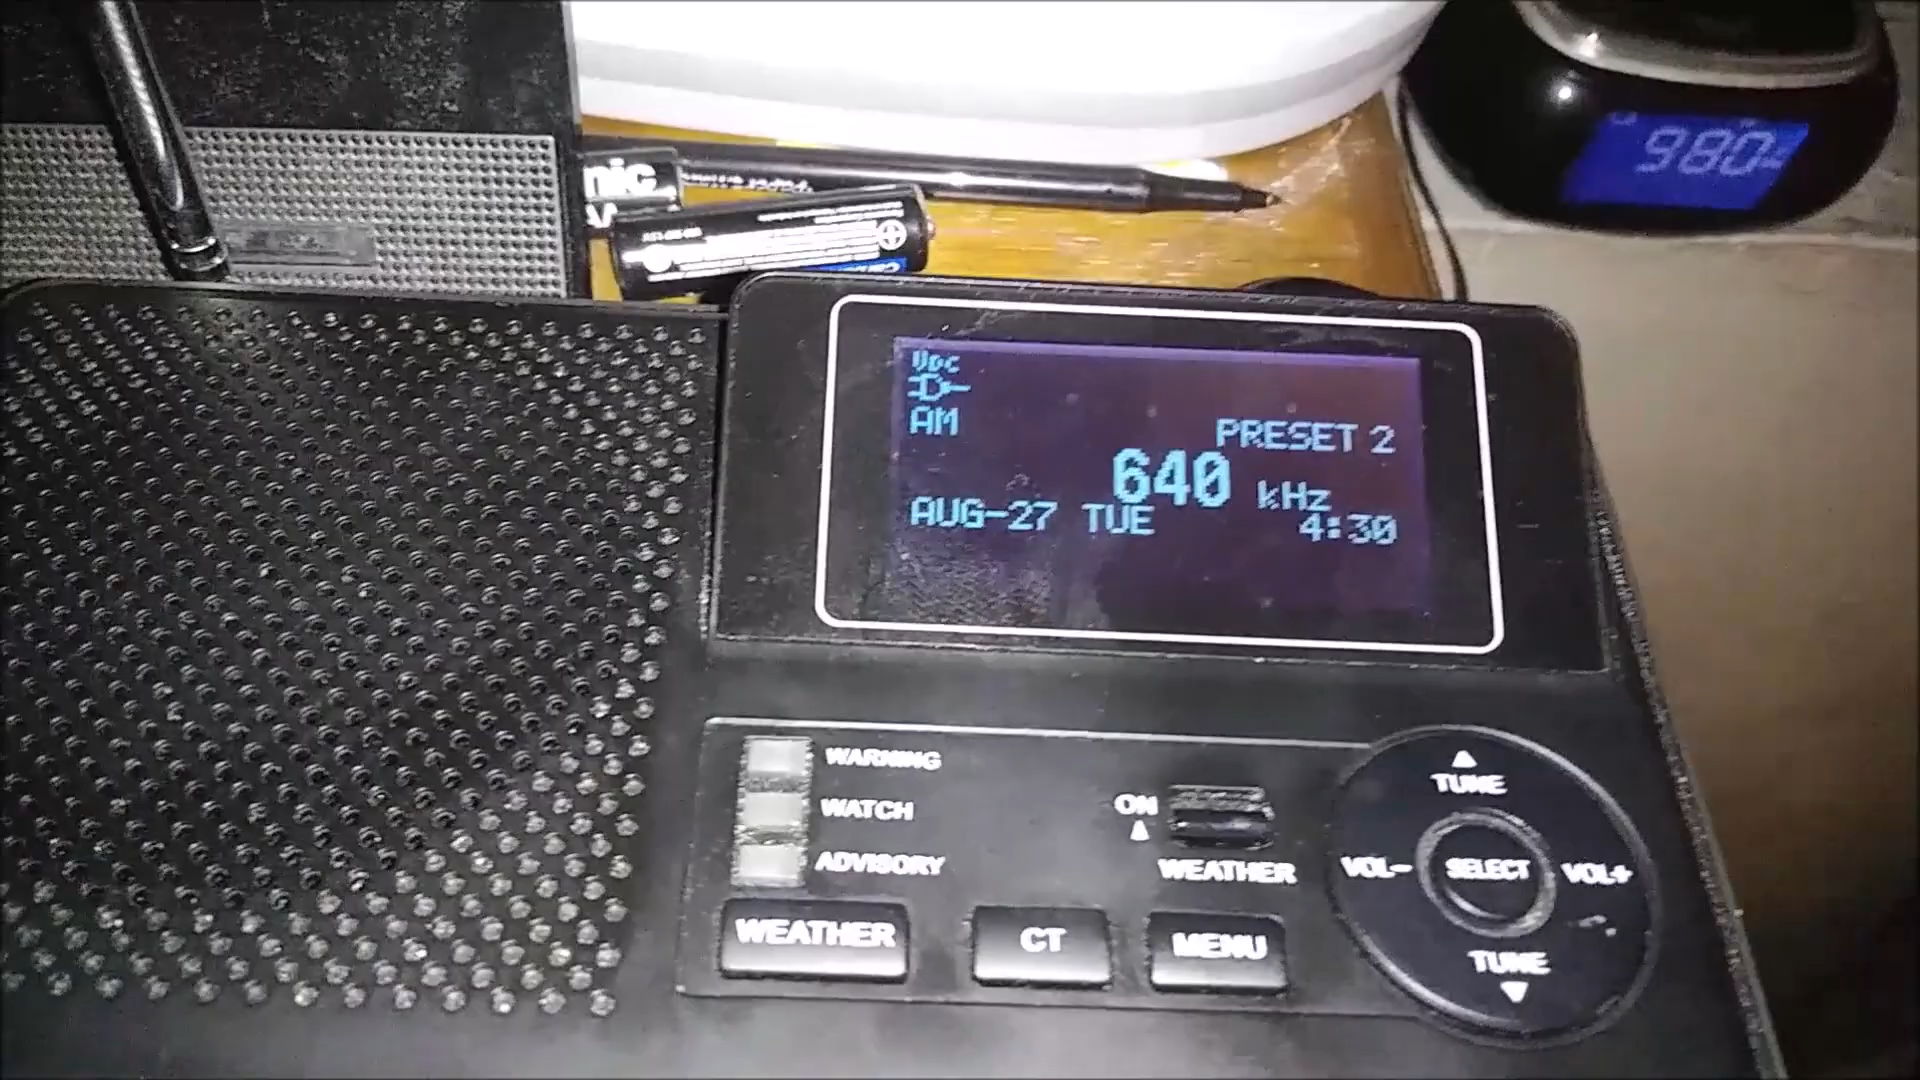 980
nic
VDC
AM
PRESET 2
640 kHz
AUG-27 TUE 4:30
WARNING
WATCH
ADVISORY
ON
WEATHER
TUNE
VOL-
SELECT
VOL+
TUNE
WEATHER
CT
MENU